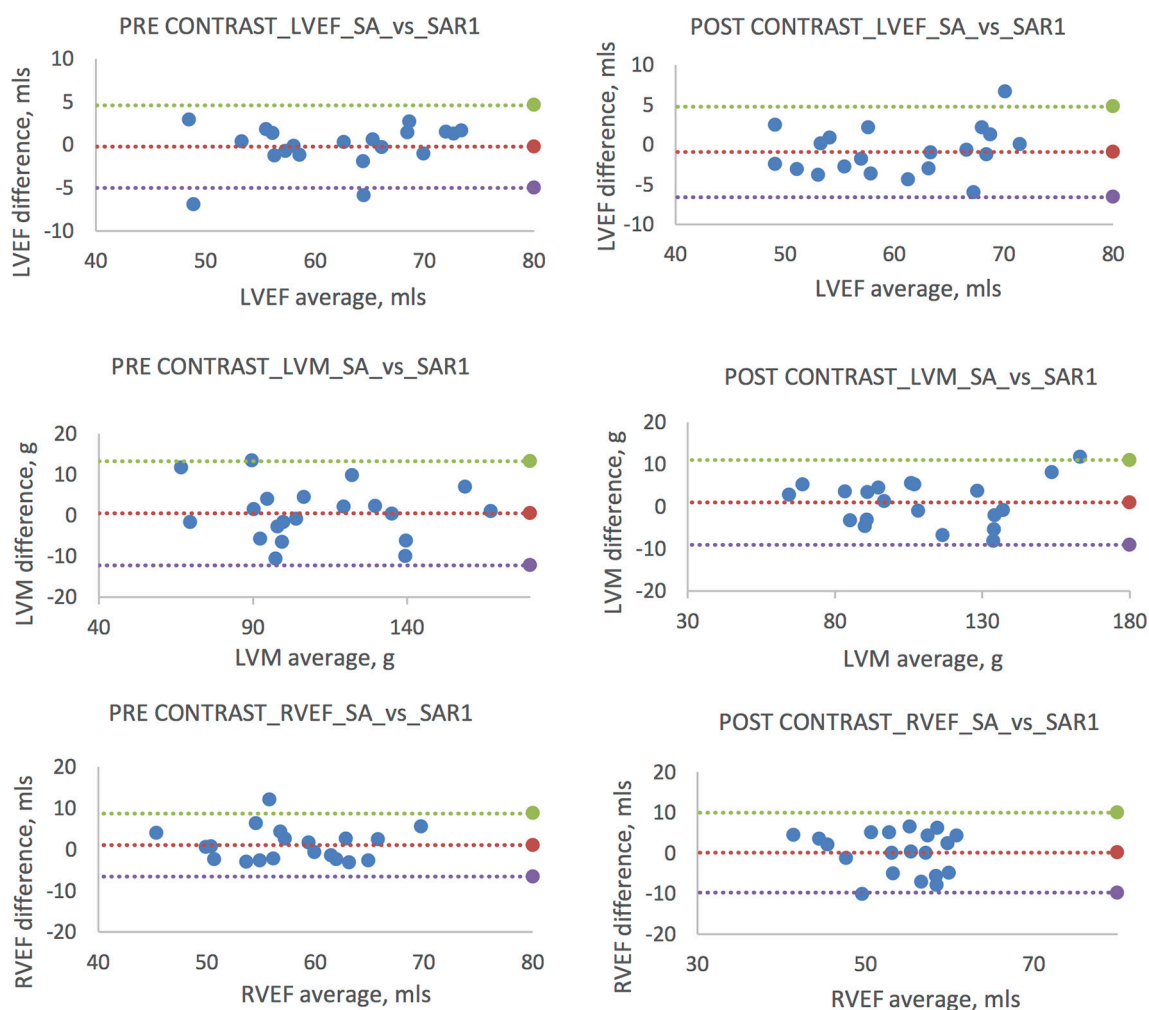 PRE CONTRAST_LVEF_SA_vs_SAR1
LVEF difference, mls
10
5
0
-5
-10
40 50 60 70 80
LVEF average, mls
POST CONTRAST_LVEF_SA_vs_SAR1
LVEF difference, mls
10
5
0
-5
-10
40 50 60 70 80
LVEF average, mls
PRE CONTRAST_LVM_SA_vs_SAR1
LVM difference, g
20
10
0
-10
-20
40 90 140
LVM average, g
POST CONTRAST_LVM_SA_vs_SAR1
LVM difference, g
20
10
0
-10
-20
30 80 130 180
LVM average, g
PRE CONTRAST_RVEF_SA_vs_SAR1
RVEF difference, mls
20
10
0
-10
-20
40 50 60 70 80
RVEF average, mls
POST CONTRAST_RVEF_SA_vs_SAR1
RVEF difference, mls
20
10
0
-10
-20
30 50 70
RVEF average, mls